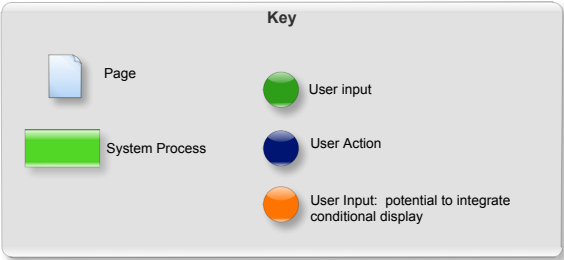 Key
Page
User input
System Process
User Action
User Input:  potential to integrate
conditional display